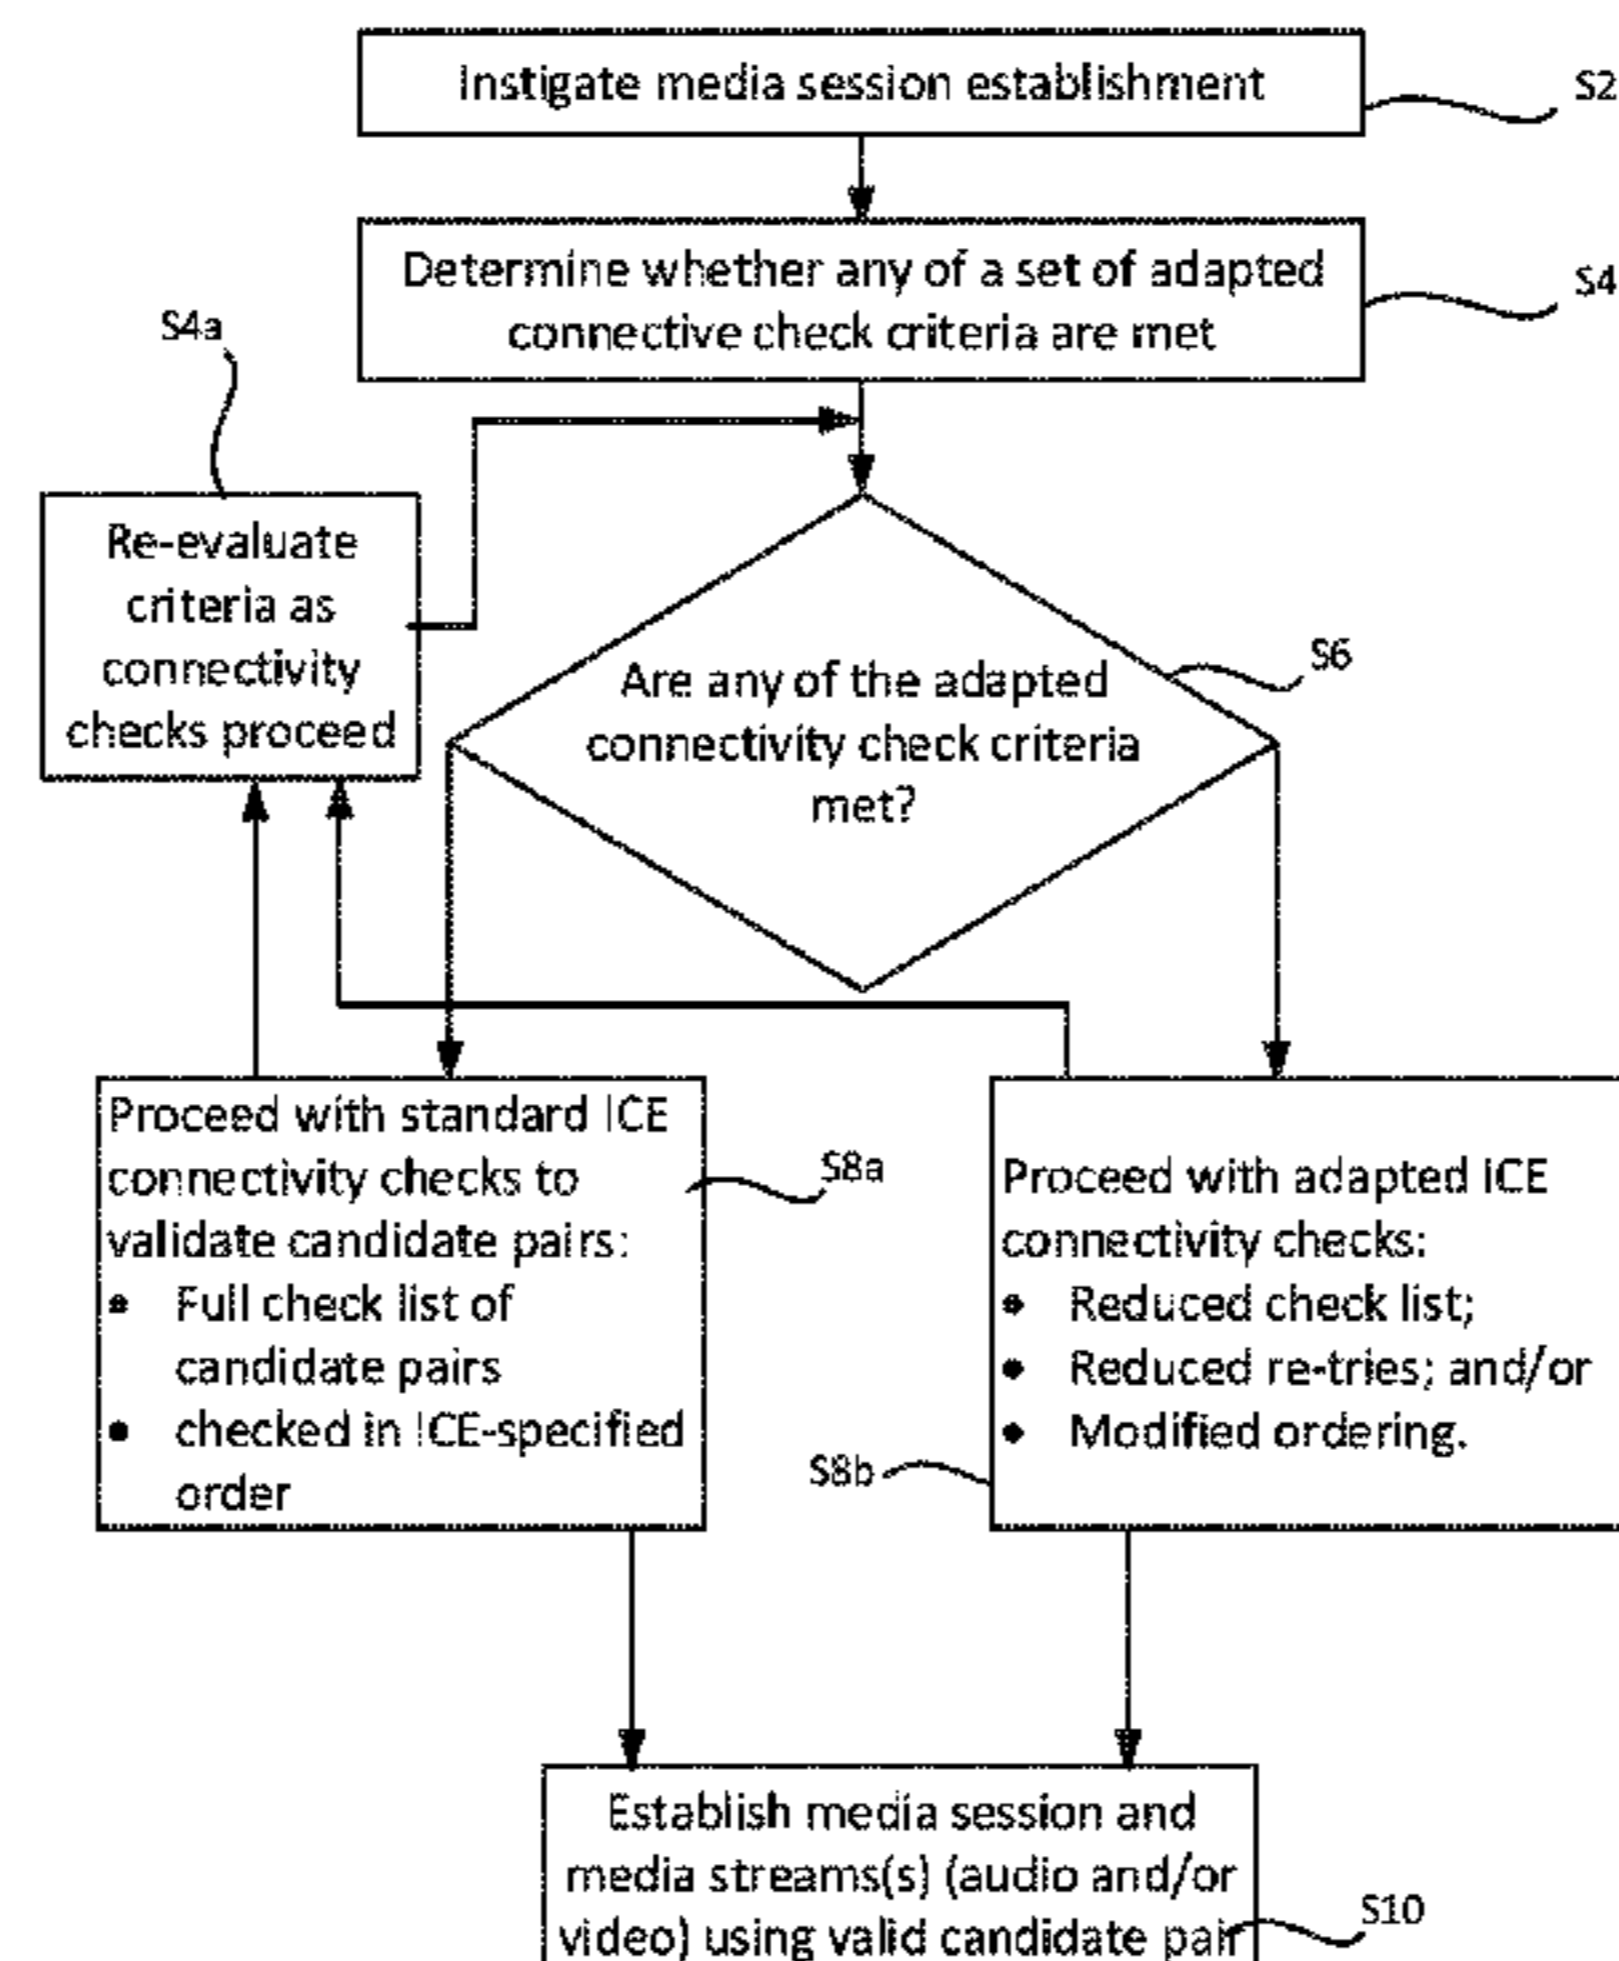 Instigate media session establishment
S2
Determine whether any of a set of adapted
connective check criteria are met
S4
S4a
Re-evaluate
criteria as
connectivity
checks proceed
Are any of the adapted
connectivity check criteria
met?
S6
Proceed with standard ICE
connectivity checks to
validate candidate pairs:
• Full check list of
candidate pairs
• checked in ICE-specified
order
S8a
Proceed with adapted ICE
connectivity checks:
• Reduced check list;
• Reduced re-tries; and/or
• Modified ordering.
S8b
Establish media session and
media streams(s) (audio and/or
video) using valid candidate pair
S10